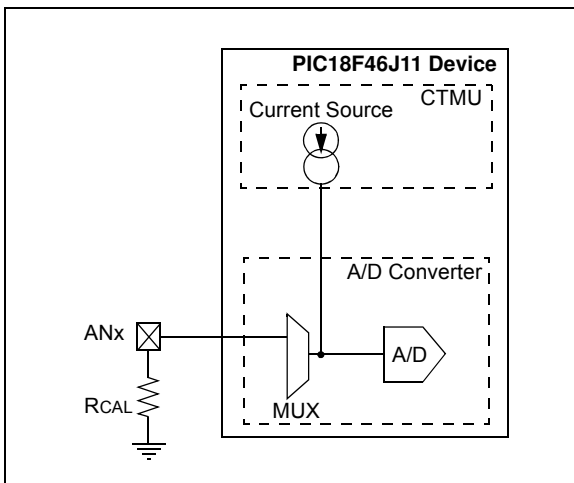 PIC18F46J11 Device
CTMU
Current Source
A/D Converter
ANx
A/D
RCAL
MUX